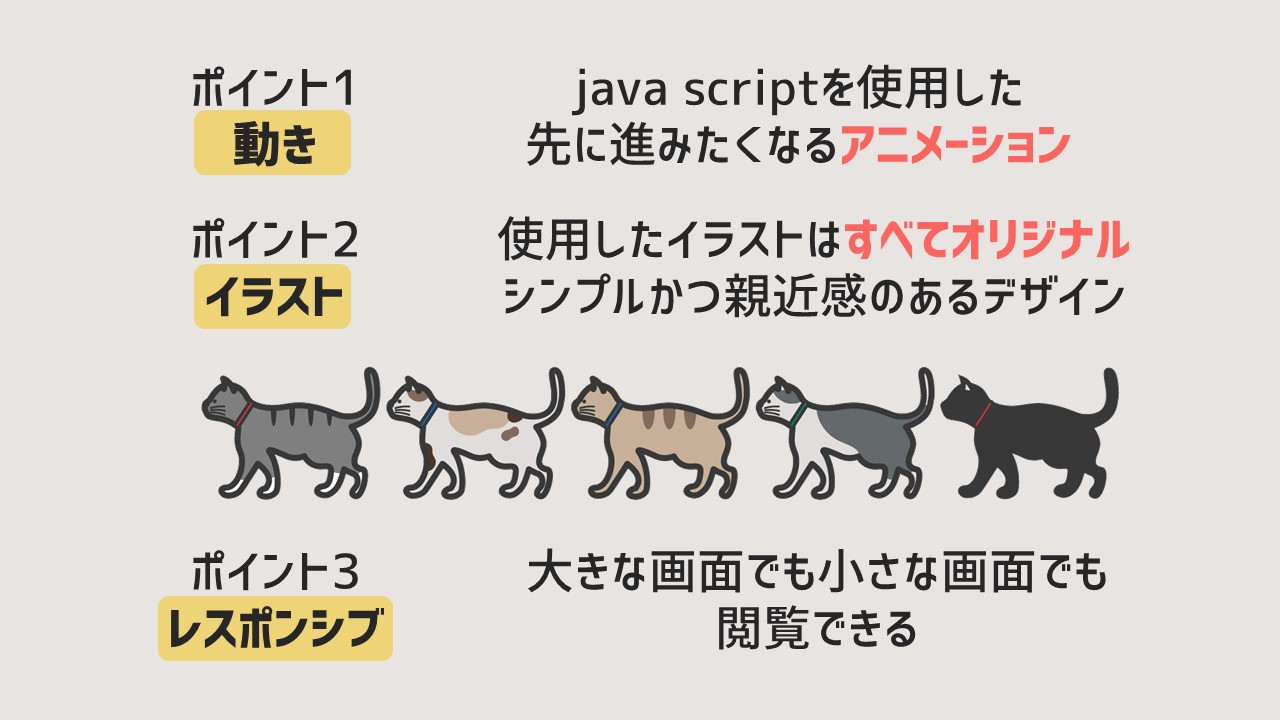 ポイント1
動き
java scriptを使用した
先に進みたくなるアニメーション
ポイント2
イラスト
使用したイラストはすべてオリジナル
シンプルかつ親近感のあるデザイン
ポイント3
レスポンシブ
大きな画面でも小さな画面でも
閲覧できる